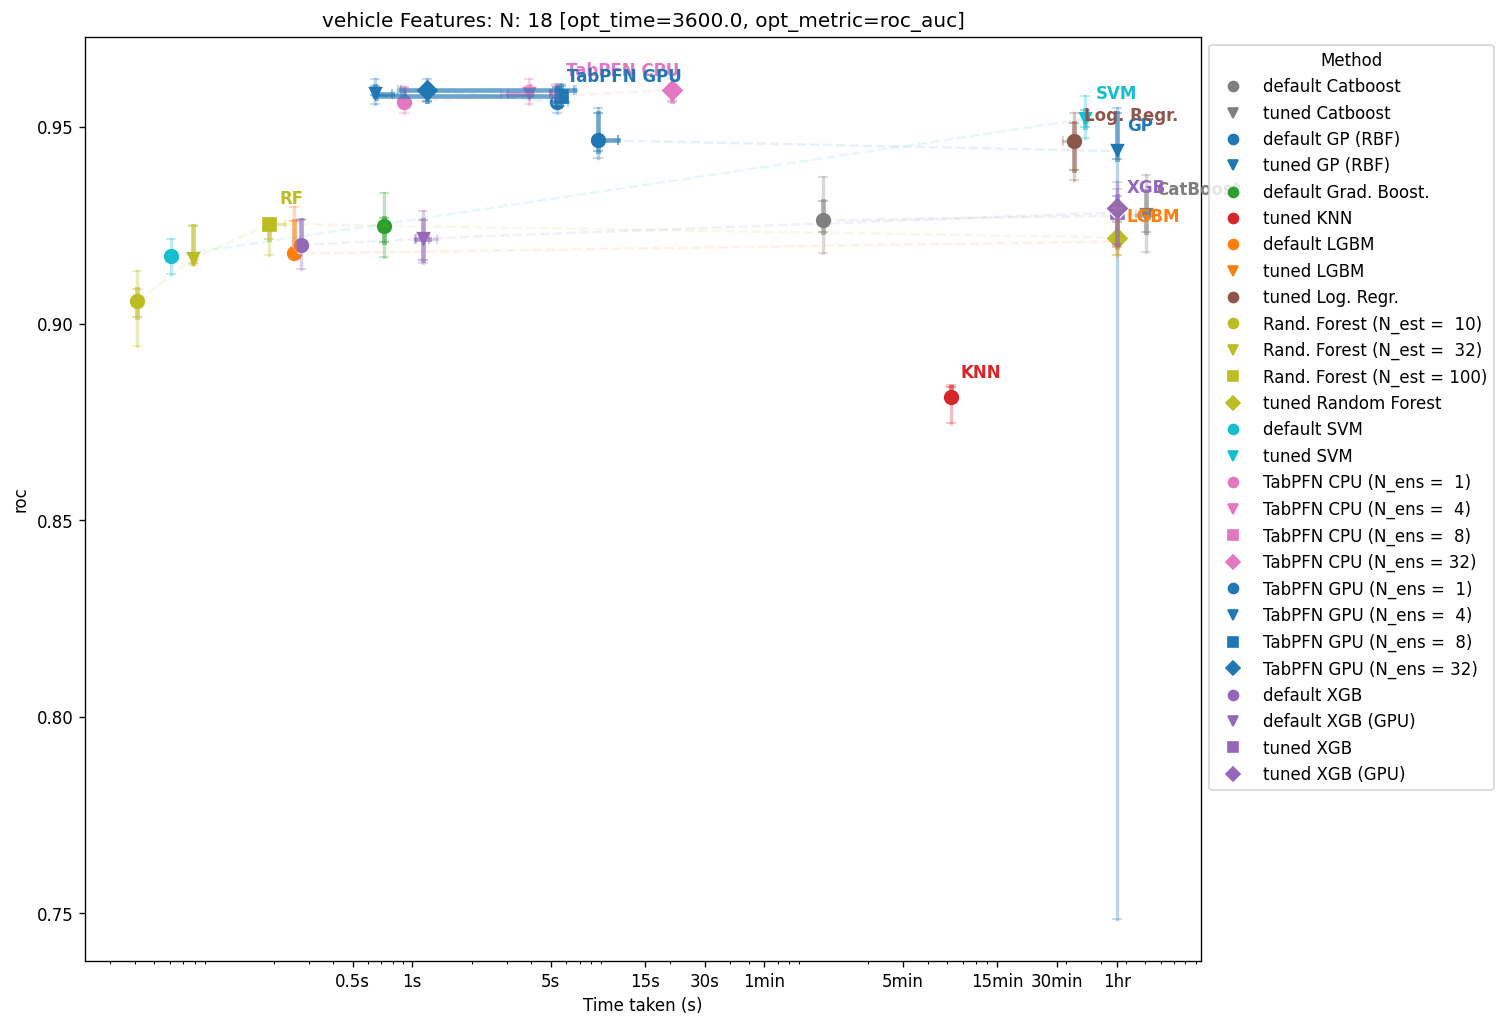 vehicle Features: N: 18 [opt_time=3600.0, opt_metric=roc_auc]
TabPFN CPU
TabPFN GPU
SVM
Log. Regr.
GP
XGB
CatBoost
LGBM
RF
KNN
0.95
0.90
0.85
0.80
0.75
roc
0.5s 1s 5s 15s 30s 1min 5min 15min 30min 1hr
Time taken (s)
Method
default Catboost
tuned Catboost
default GP (RBF)
tuned GP (RBF)
default Grad. Boost.
tuned KNN
default LGBM
tuned LGBM
tuned Log. Regr.
Rand. Forest (N_est =  10)
Rand. Forest (N_est =  32)
Rand. Forest (N_est = 100)
tuned Random Forest
default SVM
tuned SVM
TabPFN CPU (N_ens =  1)
TabPFN CPU (N_ens =  4)
TabPFN CPU (N_ens =  8)
TabPFN CPU (N_ens = 32)
TabPFN GPU (N_ens =  1)
TabPFN GPU (N_ens =  4)
TabPFN GPU (N_ens =  8)
TabPFN GPU (N_ens = 32)
default XGB
default XGB (GPU)
tuned XGB
tuned XGB (GPU)